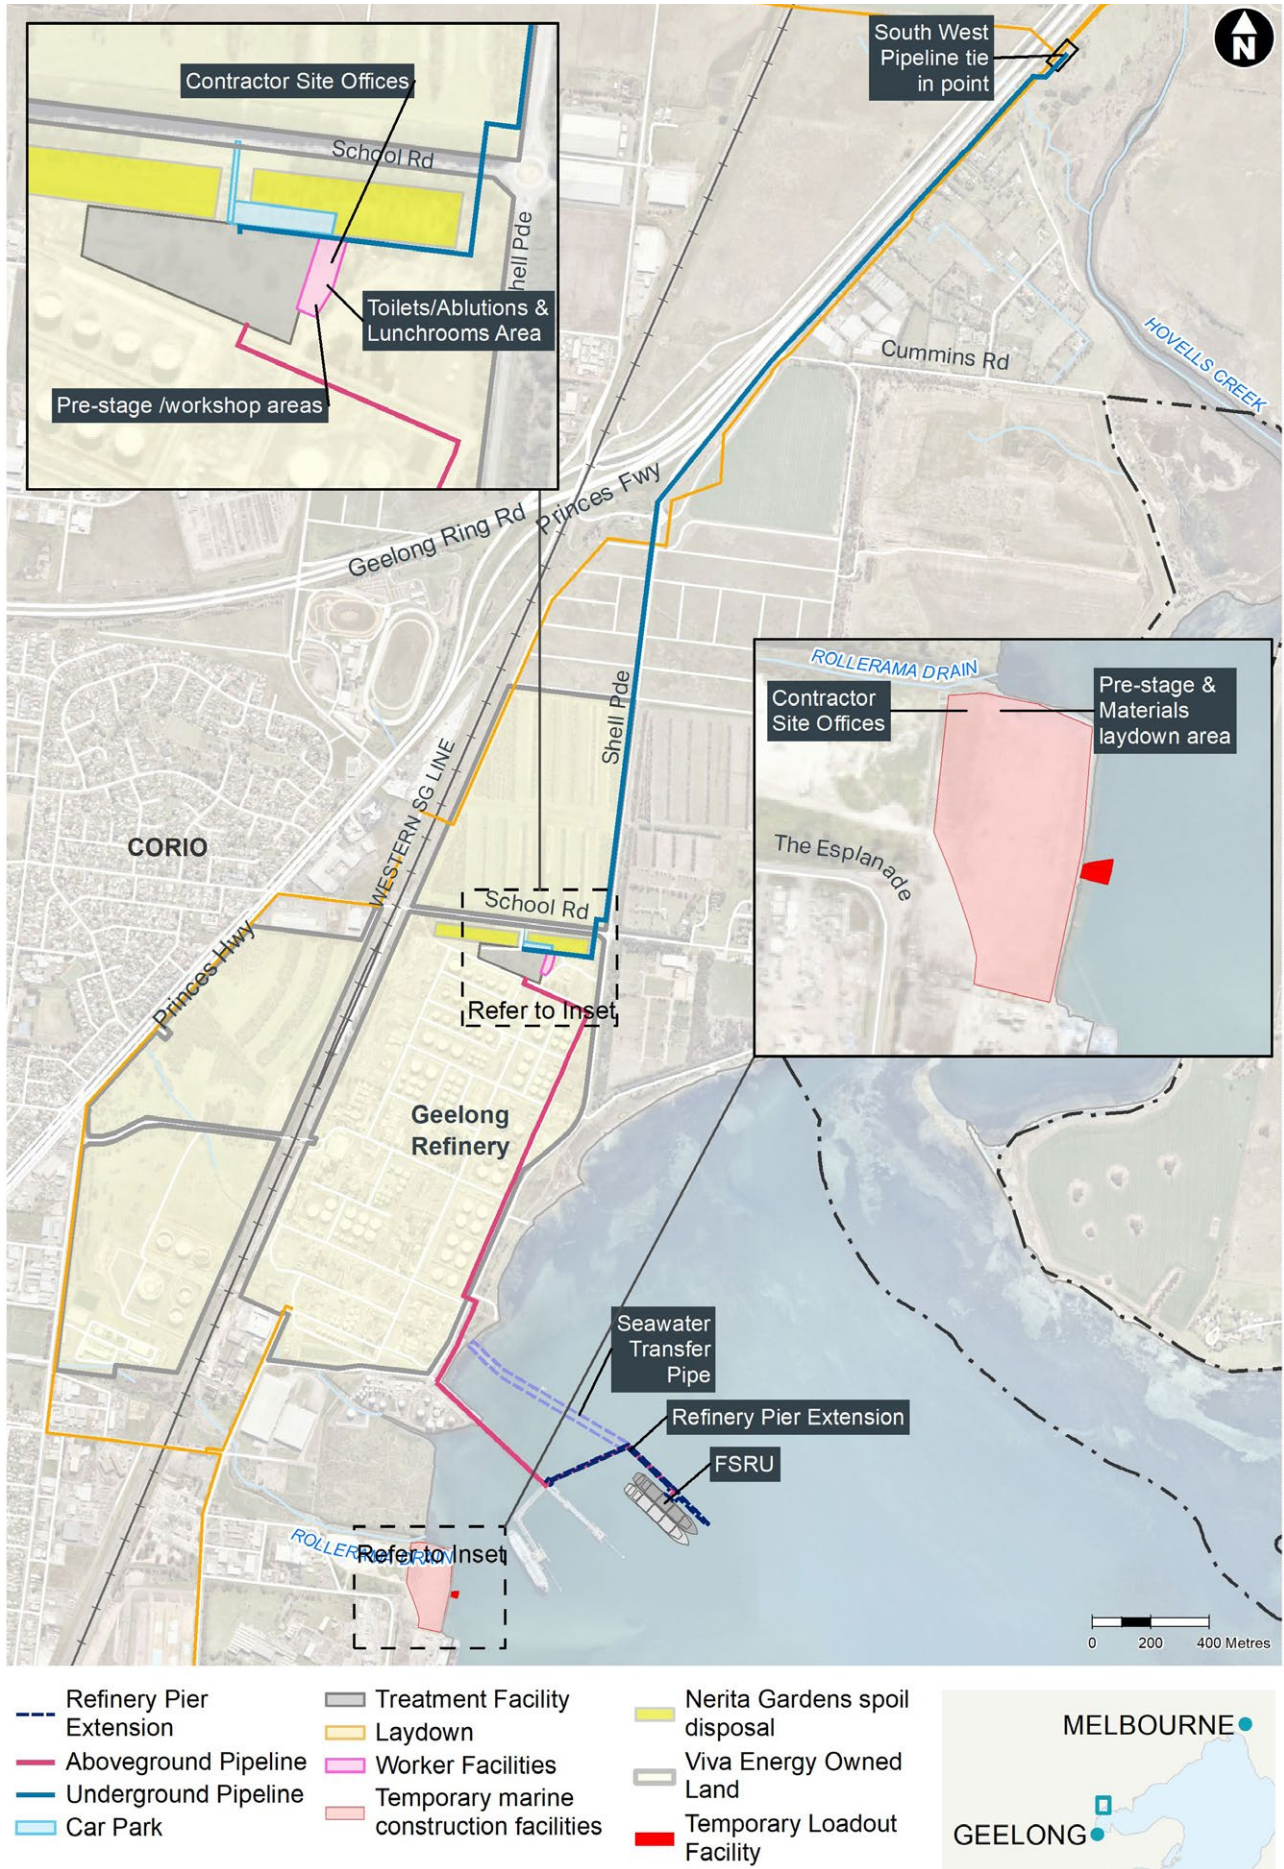 South West
Pipeline tie
in point
N
Contractor Site Offices
School Rd
hell Pde
Toilets/Ablutions &
Lunchrooms Area
Pre-stage /workshop areas
Cummins Rd
HOVELLS CREEK
Princes Fwy
Geelong Ring Rd
ROLLERAMA DRAIN
Contractor
Site Offices
Pre-stage &
Materials
laydown area
The Esplanade
Shell Pde
WESTERN SG LINE
CORIO
School Rd
Princes Hwy
Refer to Inset
Geelong
Refinery
Seawater
Transfer
Pipe
Refinery Pier Extension
FSRU
ROLLERAMA DRAIN
Refer to Inset
0 200 400 Metres
Refinery Pier
Extension
Aboveground Pipeline
Underground Pipeline
Car Park
Treatment Facility
Laydown
Worker Facilities
Temporary marine
construction facilities
Nerita Gardens spoil
disposal
Viva Energy Owned
Land
Temporary Loadout
Facility
MELBOURNE
GEELONG